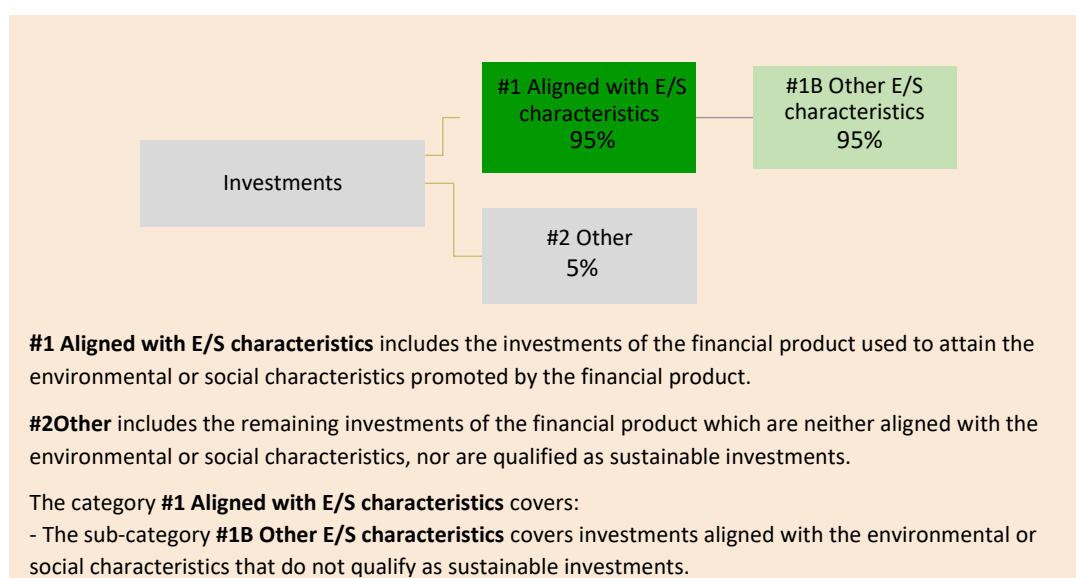 #1 Aligned with E/S
characteristics
95%
#1B Other E/S
characteristics
95%
Investments
#2 Other
5%
#1 Aligned with E/S characteristics includes the investments of the financial product used to attain the
environmental or social characteristics promoted by the financial product.
#2Other includes the remaining investments of the financial product which are neither aligned with the
environmental or social characteristics, nor are qualified as sustainable investments.
The category #1 Aligned with E/S characteristics covers:
- The sub-category #1B Other E/S characteristics covers investments aligned with the environmental or
social characteristics that do not qualify as sustainable investments.